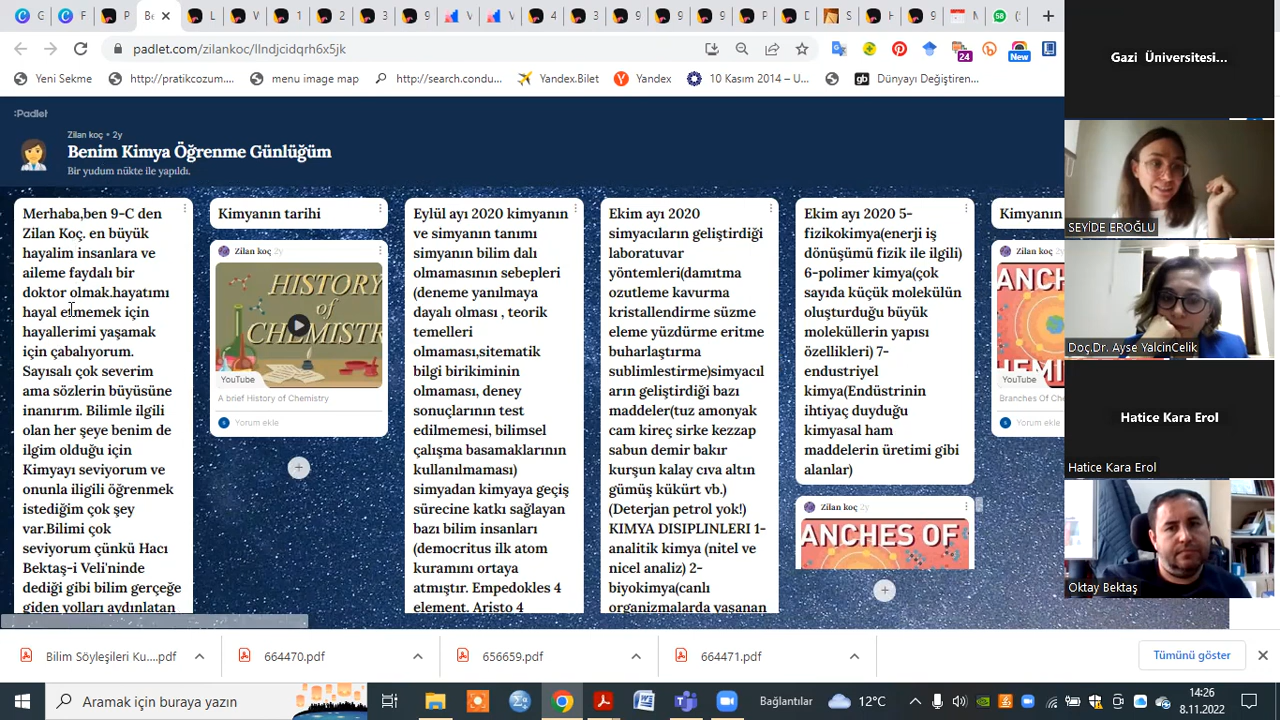 padlet.com/zilankoc/llndjcidqrh6x5jk
24
New
Yeni Sekme
http://pratikcozum....
menu image map
http://search.condu...
Yandex.Bilet
Yandex
10 Kasım 2014 – U...
Dünyayı Değiştiren...
:Padlet
Zilan koç • 2y
Benim Kimya Öğrenme Günlüğüm
Bir yudum nükte ile yapıldı.
Merhaba,ben 9-C den
Zilan Koç. en büyük
hayalim insanlara ve
aileme faydalı bir
doktor olmak.hayatımı
hayal etmemek için
hayallerini yaşamak
için çabalıyorum.
Sayısalı çok severim
ama sözlerin büyüsüne
inanırım. Bilimle ilgili
olan her şeye benim de
ilgim olduğu için
Kimyayı seviyorum ve
onunla iligili öğrenmek
istediğim çok şey
var.Bilimi çok
seviyorum çünkü Hacı
Bektaş-i Veli'ninde
dediği gibi bilim gerçeğe
giden yolları aydınlatan
Kimyanın tarihi
Zilan koç 2y
HISTORY
of
CHEMISTR
YouTube
A brief History of Chemistry
Yorum ekle
Eylül ayı 2020 kimyanın
ve simyanın tanımı
simyanın bilim dalı
olmamasının sebepleri
(deneme yanılmaya
dayalı olması , teorik
temelleri
olmaması,sitematik
bilgi birikiminin
olmaması, deney
sonuçlarının test
edilmemesi, bilimsel
çalışma basamaklarının
kullanılmaması)
simyadan kimyaya geçiş
sürecine katkı sağlayan
bazı bilim insanları
(democritus ilk atom
kuramını ortaya
atmıştır. Empedokles 4
element. Aristo 4
Ekim ayı 2020
simyacıların geliştirdiği
laboratuvar
yöntemleri(damıtma
ozutleme kavurma
kristallendirme süzme
eleme yüzdürme eritme
buharlaştırma
sublimlestirme)simyacıl
arın geliştirdiği bazı
maddeler(tuz amonyak
cam kireç sirke kezzap
sabun demir bakır
kurşun kalay cıva altın
gümüş kükürt vb.)
(Deterjan petrol yok!)
KIMYA DISIPLINLERI 1-
analitik kimya (nitel ve
nicel analiz) 2-
biyokimya(canlı
organizmalarda yaşanan
Ekim ayı 2020 5-
fizikokimya(enerji iş
dönüşümü fizik ile ilgili)
6-polimer kimya(çok
sayıda küçük molekülün
oluşturduğu büyük
moleküllerin yapısı
özellikleri) 7-
endustriyel
kimya(Endüstrinin
ihtiyaç duyduğu
kimyasal ham
maddelerin üretimi gibi
alanlar)
Zilan koç 2y
ANCHES OF
Kimyanın
Zilan koç
RAN
YouTube
Branches Of Che
Yorum ekle
Gazi Üniversitesi...
SEYİDE EROĞLU
Doç.Dr. Ayse YalcinCelik
Hatice Kara Erol
Hatice Kara Erol
Oktay Bektaş
Bilim Söyleşileri Ku....pdf
664470.pdf
656659.pdf
664471.pdf
Tümünü göster
Aramak için buraya yazın
Bağlantılar
12°C
14:26
8.11.2022